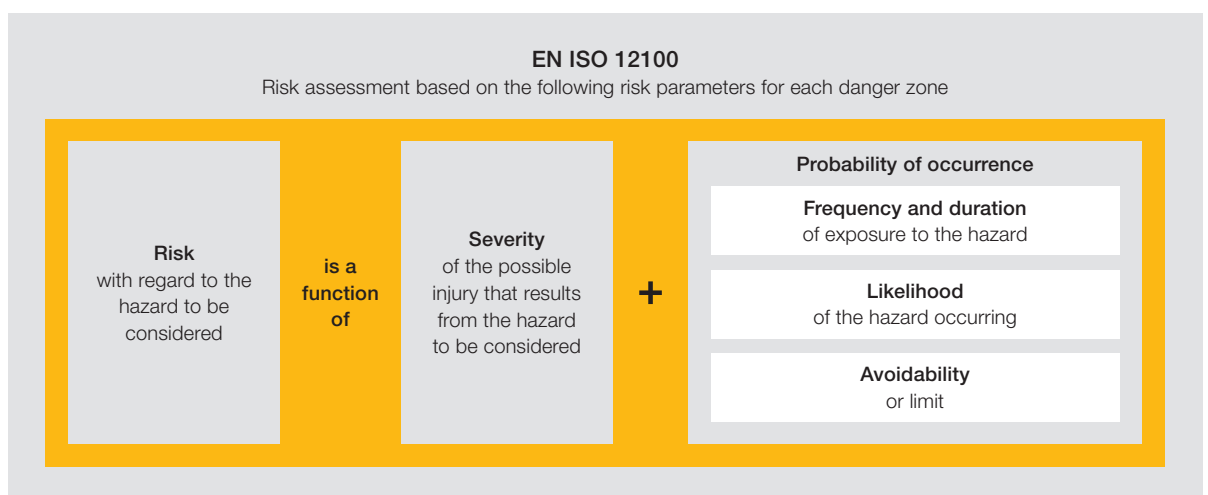 EN ISO 12100
Risk assessment based on the following risk parameters for each danger zone
Risk
with regard to the
hazard to be
considered
is a
function
of
Severity
of the possible
injury that results
from the hazard
to be considered
+
Probability of occurrence
Frequency and duration
of exposure to the hazard
Likelihood
of the hazard occurring
Avoidability
or limit